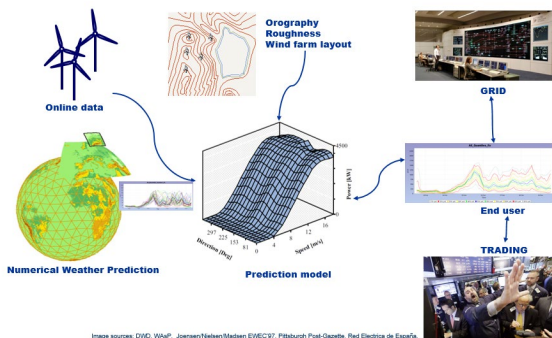 Orography
Roughness
Wind farm layout
Online data
GRID
4500
Power [kW]
0
297
225
153
81
0
4
8
12
16
Direction [Deg]
Speed [m/s]
End user
Numerical Weather Prediction
Prediction model
TRADING
Image sources: DWD, WAsP, Joensen/Nielsen/Madsen EWEC'97, Pittsburgh Post-Gazette, Red Electrica de España.